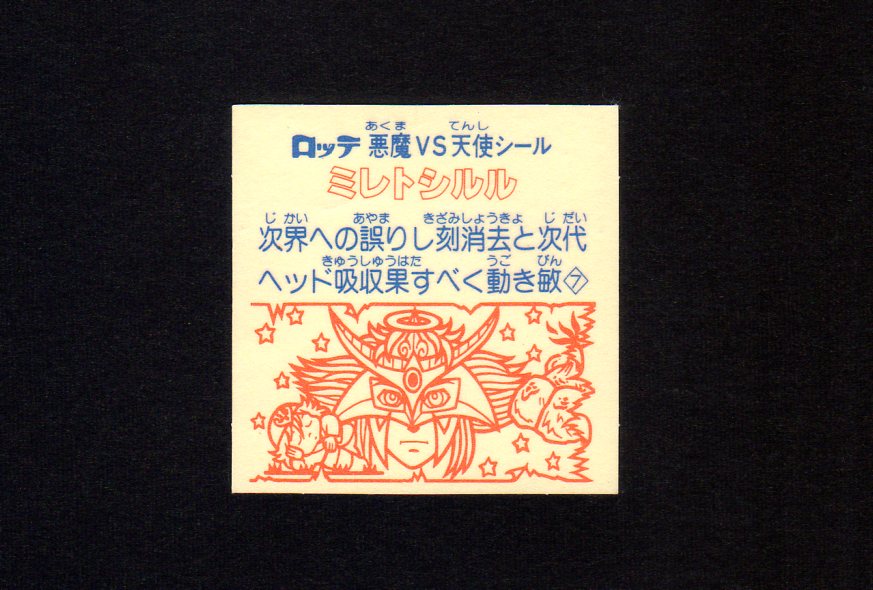 あくま てんし
ロッテ 悪魔VS天使シール
ミレトシルル
じかい あやま きざみしょうきょ じだい
次界への誤りし刻消去と次代
きゅうしゅうはた うご びん
ヘッド吸収果すべく動き敏⑦